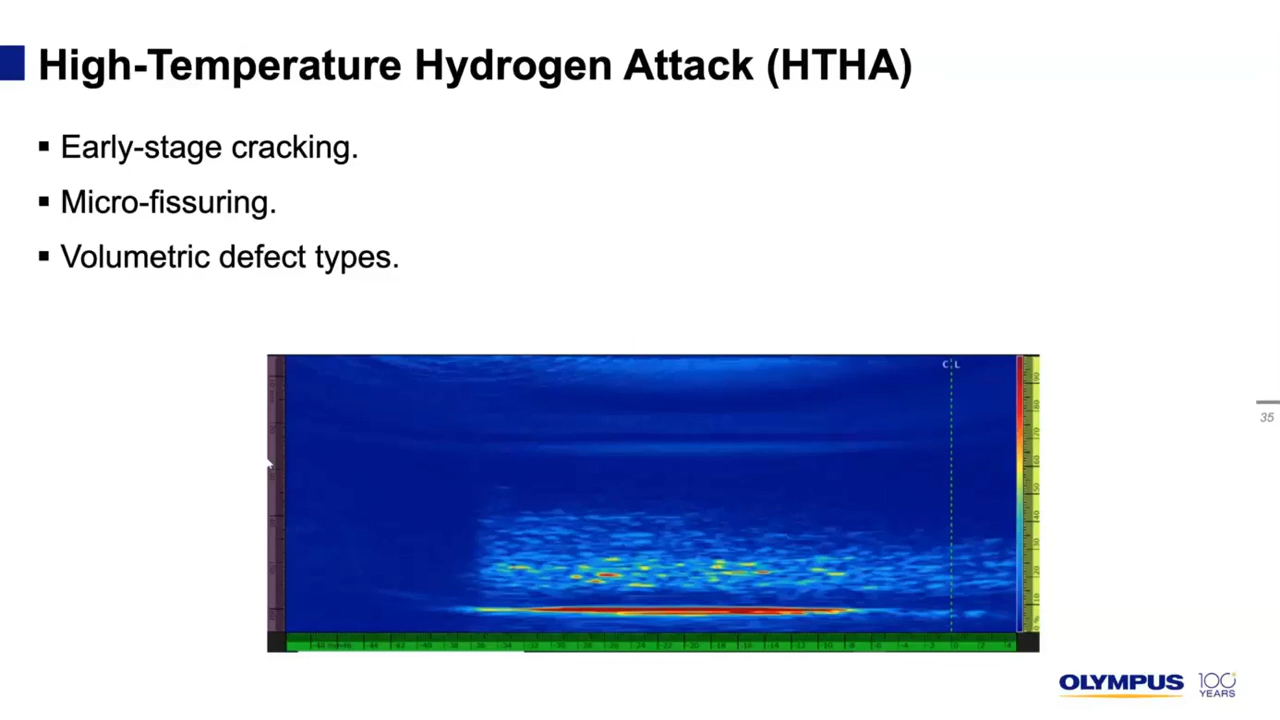 High-Temperature Hydrogen Attack (HTHA)
Early-stage cracking.
Micro-fissuring.
Volumetric defect types.
C L
35
OLYMPUS
100
YEARS